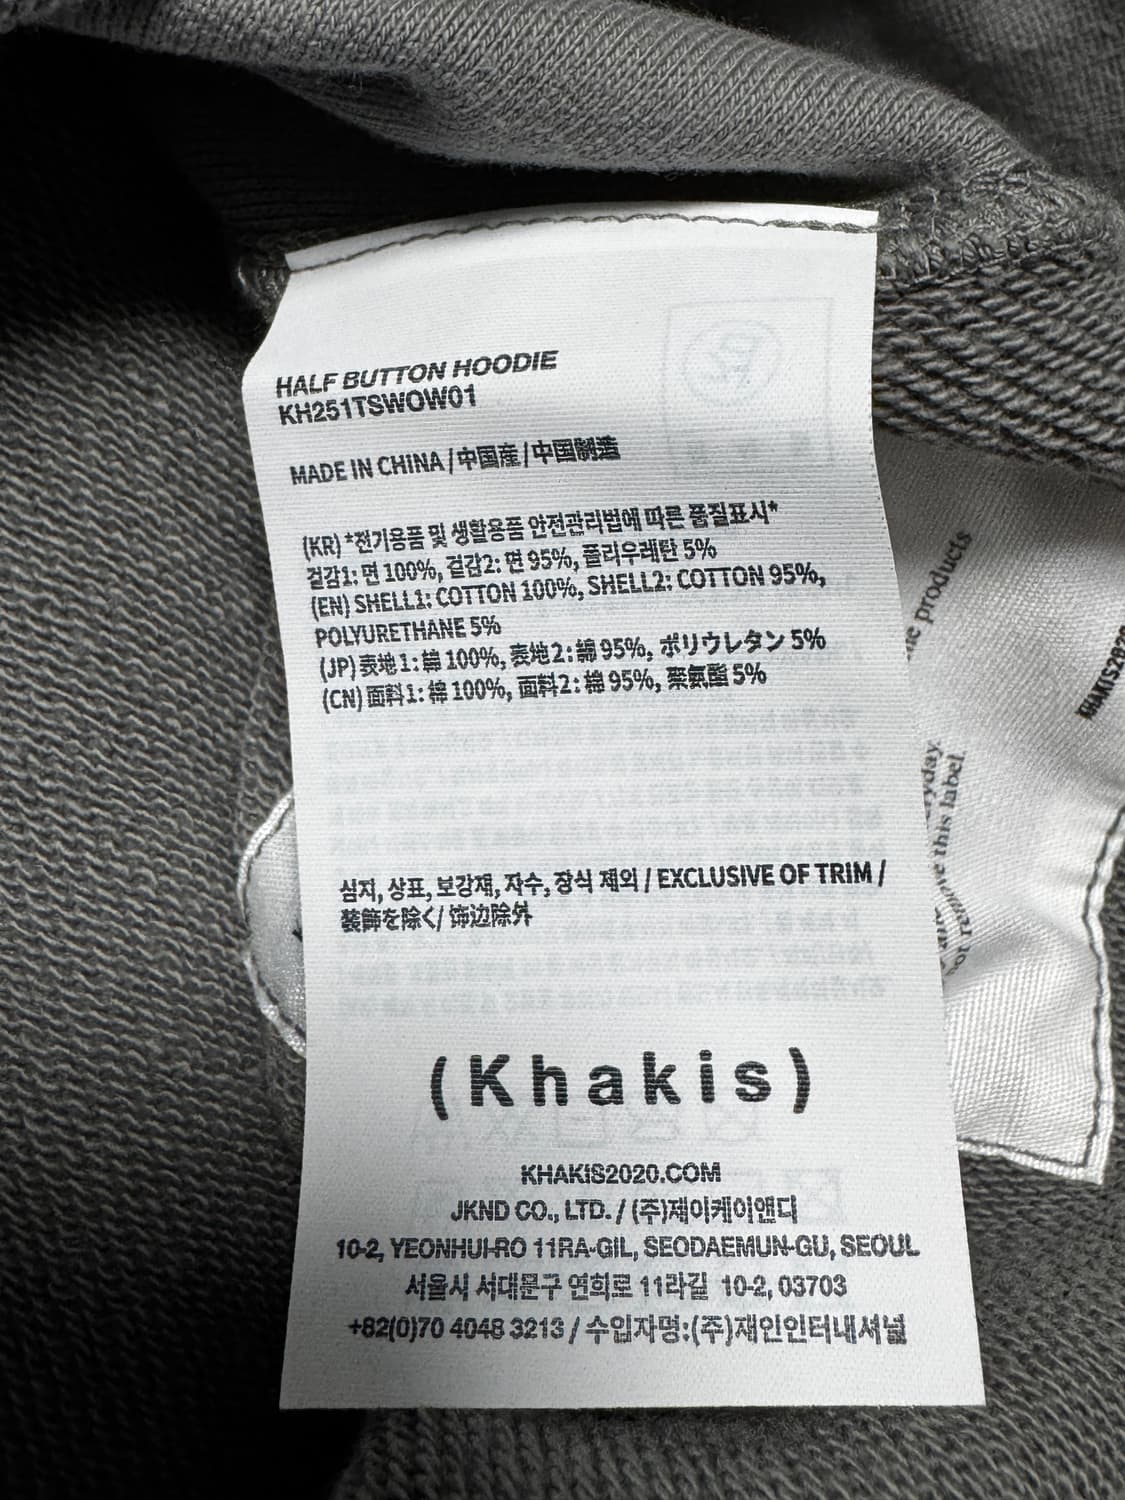 HALF BUTTON HOODIE
KH251TSWOW01
MADE IN CHINA / 中国産 / 中国制造
(KR) *전기용품 및 생활용품 안전관리법에 따른 품질표시*
겉감1: 면 100%, 겉감2: 면 95%, 폴리우레탄 5%
(EN) SHELL1: COTTON 100%, SHELL2: COTTON 95%,
POLYURETHANE 5%
(JP) 表地1: 綿 100%, 表地2: 綿 95%, ポリウレタン 5%
(CN) 面料1: 棉 100%, 面料2: 棉 95%, 聚氨酯 5%
심지, 상표, 보강재, 자수, 장식 제외 / EXCLUSIVE OF TRIM /
装飾を除く/ 饰边除外
(Khakis)
KHAKIS2020.COM
JKND CO., LTD. / (주)제이케이앤디
10-2, YEONHUI-RO 11RA-GIL, SEODAEMUN-GU, SEOUL
서울시 서대문구 연희로 11라길 10-2, 03703
+82(0)70 4048 3213 / 수입자명:(주)재인인터내셔널
products
KHAKIS2020
this label.